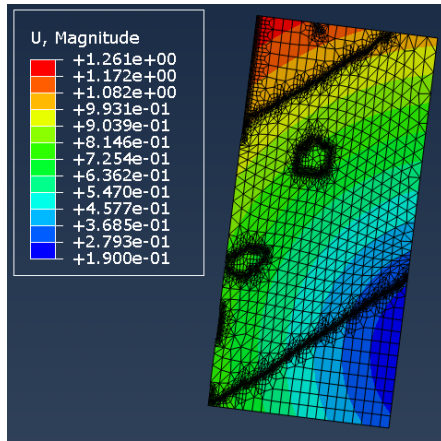 U, Magnitude
+1.261e+00
+1.172e+00
+1.082e+00
+9.931e-01
+9.039e-01
+8.146e-01
+7.254e-01
+6.362e-01
+5.470e-01
+4.577e-01
+3.685e-01
+2.793e-01
+1.900e-01